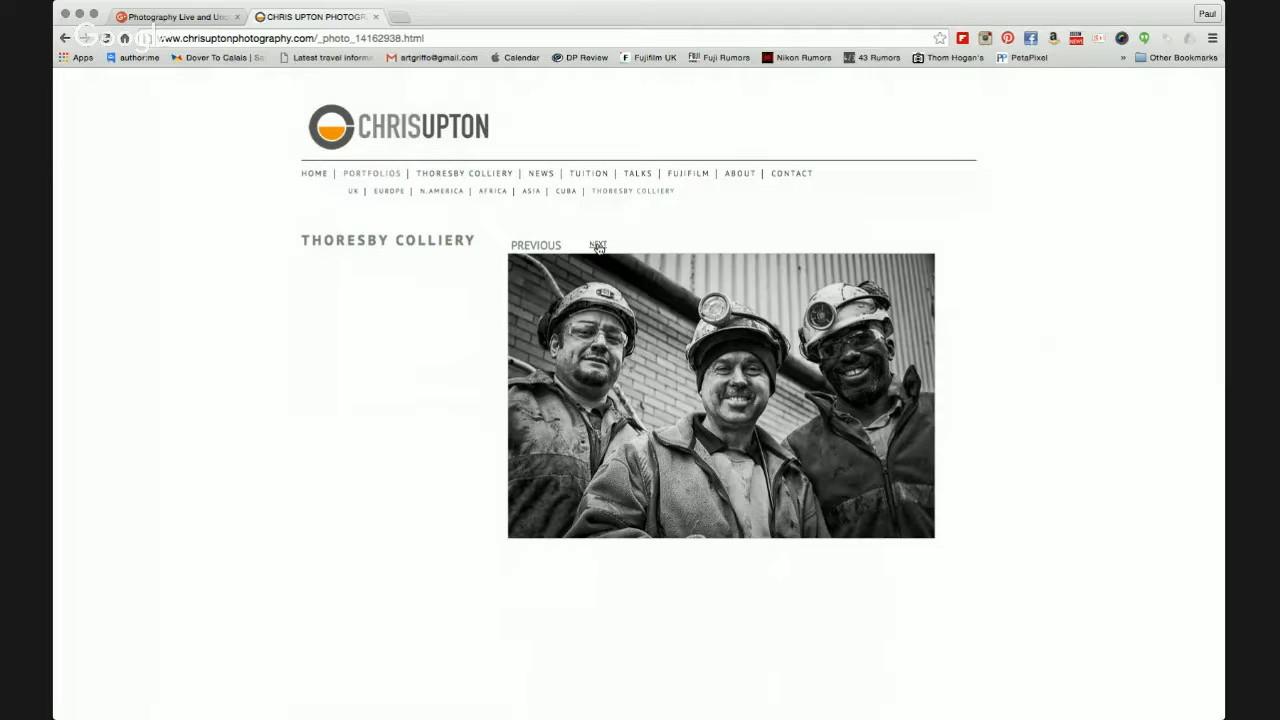 Photography Live and Unc
CHRIS UPTON PHOTOGR
Paul
www.chrisuptonphotography.com/_photo_14162938.html
Apps
author:me
Dover To Calais | Sa
Latest travel inform
artgriffo@gmail.com
Calendar
DP Review
Fujifilm UK
Fuji Rumors
Nikon Rumors
43 Rumors
Thom Hogan's
PetaPixel
»
Other Bookmarks
CHRISUPTON
HOME | PORTFOLIOS | THORESBY COLLIERY | NEWS | TUITION | TALKS | FUJIFILM | ABOUT | CONTACT
UK | EUROPE | N.AMERICA | AFRICA | ASIA | CUBA | THORESBY COLLIERY
THORESBY COLLIERY
PREVIOUS NEXT